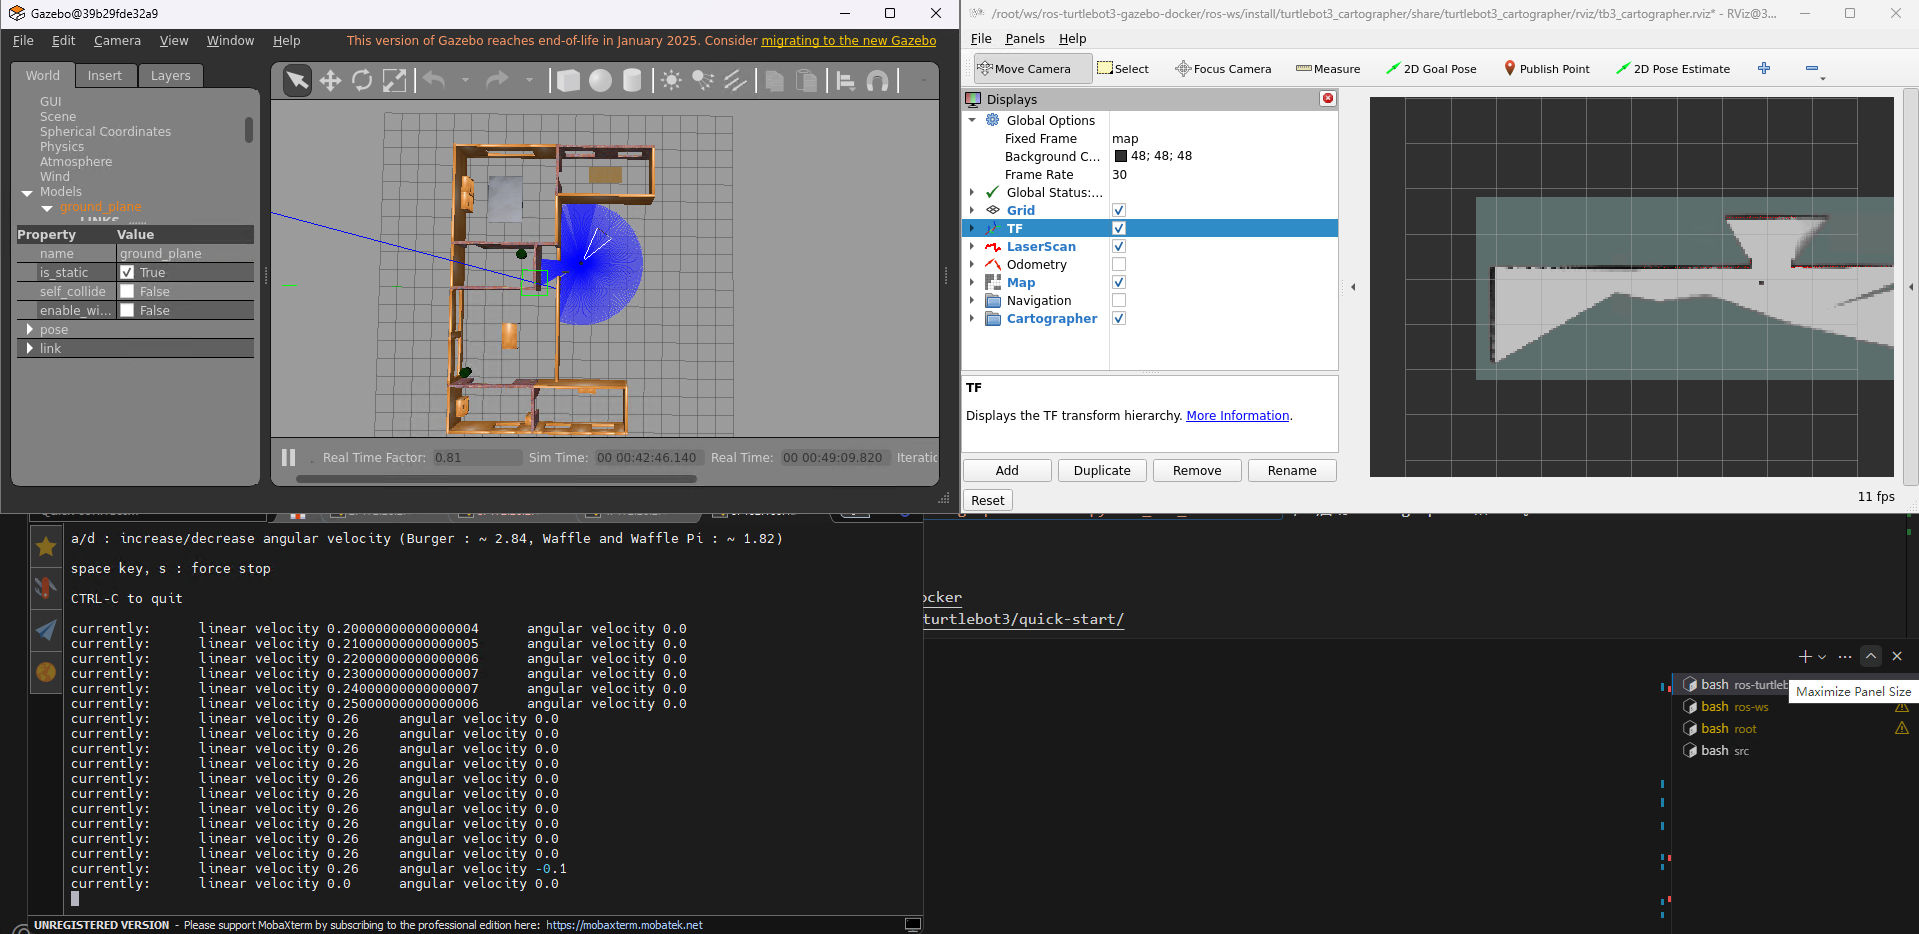 Gazebo@39b29fde32a9
File Edit Camera View Window Help
This version of Gazebo reaches end-of-life in January 2025. Consider migrating to the new Gazebo
World Insert Layers
GUI
Scene
Spherical Coordinates
Physics
Atmosphere
Wind
Models
ground_plane
LINKS
Property Value
name ground_plane
is_static True
self_collide False
enable_wi... False
pose
link
Real Time Factor: 0.81 Sim Time: 00 00:42:46.140 Real Time: 00 00:49:09.820 Iteratic
/root/ws/ros-turtlebot3-gazebo-docker/ros-ws/install/turtlebot3_cartographer/share/turtlebot3_cartographer/rviz/tb3_cartographer.rviz* - RViz@3...
File Panels Help
Move Camera Select Focus Camera Measure 2D Goal Pose Publish Point 2D Pose Estimate
Displays
Global Options
Fixed Frame map
Background C... 48; 48; 48
Frame Rate 30
Global Status:...
Grid
TF
LaserScan
Odometry
Map
Navigation
Cartographer
TF
Displays the TF transform hierarchy. More Information.
Add Duplicate Remove Rename
Reset
11 fps
a/d : increase/decrease angular velocity (Burger : ~ 2.84, Waffle and Waffle Pi : ~ 1.82)
space key, s : force stop
CTRL-C to quit
currently: linear velocity 0.20000000000000004 angular velocity 0.0
currently: linear velocity 0.21000000000000005 angular velocity 0.0
currently: linear velocity 0.22000000000000006 angular velocity 0.0
currently: linear velocity 0.23000000000000007 angular velocity 0.0
currently: linear velocity 0.24000000000000007 angular velocity 0.0
currently: linear velocity 0.25000000000000006 angular velocity 0.0
currently: linear velocity 0.26 angular velocity 0.0
currently: linear velocity 0.26 angular velocity 0.0
currently: linear velocity 0.26 angular velocity 0.0
currently: linear velocity 0.26 angular velocity 0.0
currently: linear velocity 0.26 angular velocity 0.0
currently: linear velocity 0.26 angular velocity 0.0
currently: linear velocity 0.26 angular velocity 0.0
currently: linear velocity 0.26 angular velocity 0.0
currently: linear velocity 0.26 angular velocity 0.0
currently: linear velocity 0.26 angular velocity 0.0
currently: linear velocity 0.26 angular velocity -0.1
currently: linear velocity 0.0 angular velocity 0.0
UNREGISTERED VERSION - Please support MobaXterm by subscribing to the professional edition here: https://mobaxterm.mobatek.net
ocker
turtlebot3/quick-start/
bash ros-turtleb
Maximize Panel Size
bash ros-ws
bash root
bash src